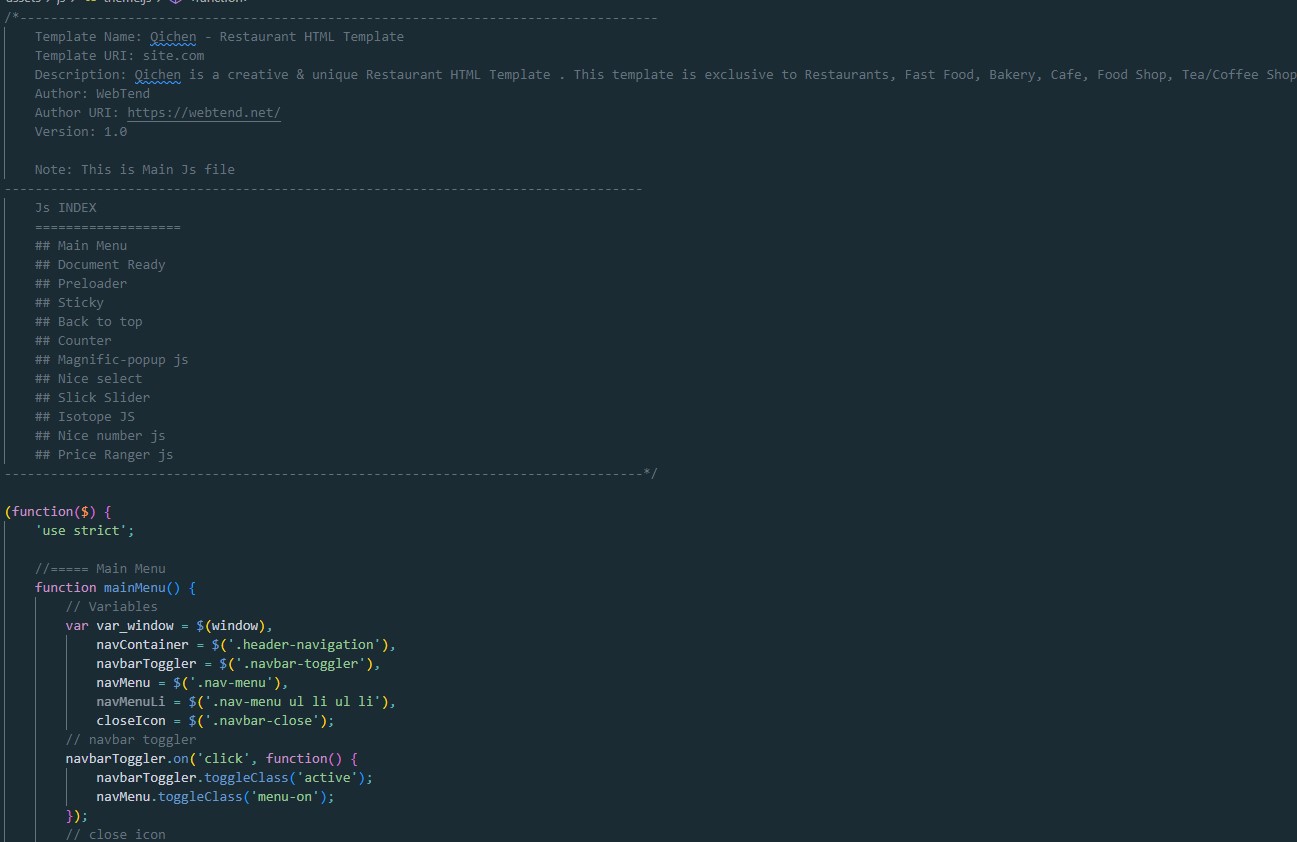 assets > js > theme.js > <function>
/*-----------------------------------------------------------------------------------
Template Name: Qichen - Restaurant HTML Template
Template URI: site.com
Description: Qichen is a creative & unique Restaurant HTML Template . This template is exclusive to Restaurants, Fast Food, Bakery, Cafe, Food Shop, Tea/Coffee Shop
Author: WebTend
Author URI: https://webtend.net/
Version: 1.0
Note: This is Main Js file
-----------------------------------------------------------------------------------
Js INDEX
===================
## Main Menu
## Document Ready
## Preloader
## Sticky
## Back to top
## Counter
## Magnific-popup js
## Nice select
## Slick Slider
## Isotope JS
## Nice number js
## Price Ranger js
-----------------------------------------------------------------------------------*/
(function($) {
'use strict';
//===== Main Menu
function mainMenu() {
// Variables
var var_window = $(window),
navContainer = $('.header-navigation'),
navbarToggler = $('.navbar-toggler'),
navMenu = $('.nav-menu'),
navMenuLi = $('.nav-menu ul li ul li'),
closeIcon = $('.navbar-close');
// navbar toggler
navbarToggler.on('click', function() {
navbarToggler.toggleClass('active');
navMenu.toggleClass('menu-on');
});
// close icon